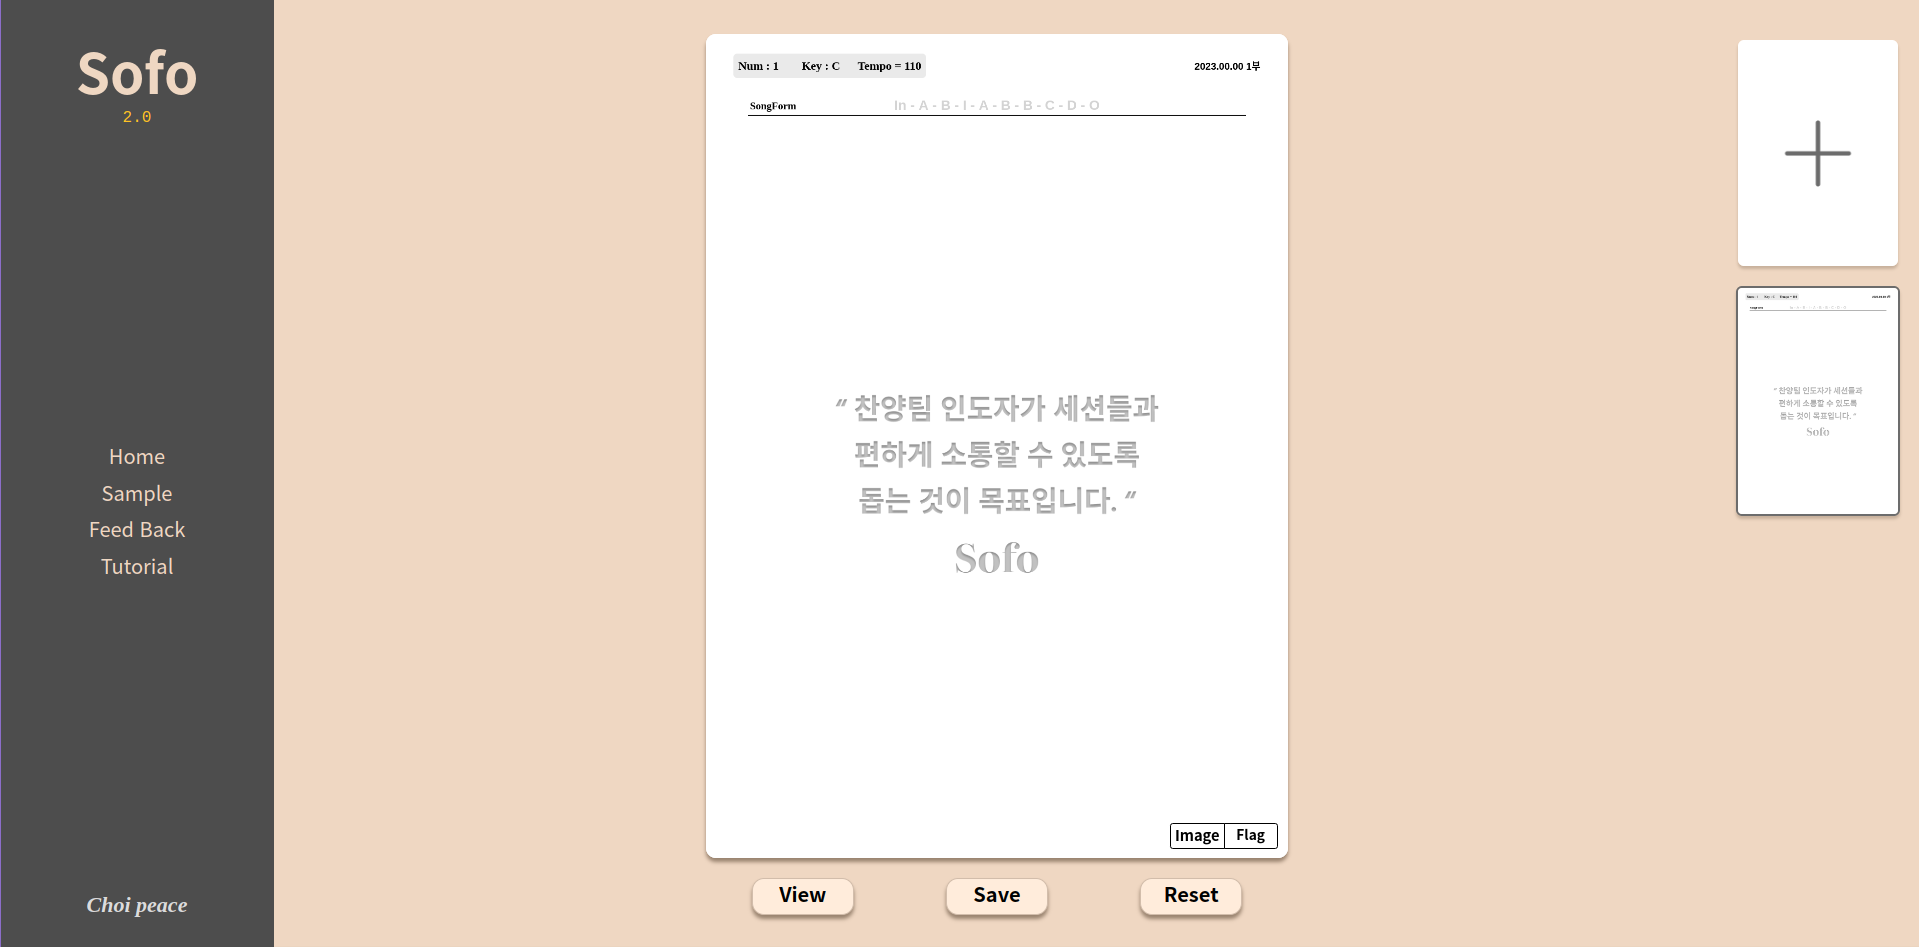 Sofo
2.0
Home
Sample
Feed Back
Tutorial
Choi peace
Num : 1 Key : C Tempo = 110
2023.00.00 1부
SongForm
In - A - B - I - A - B - B - C - D - O
“ 찬양팀 인도자가 세션들과
편하게 소통할 수 있도록
돕는 것이 목표입니다. “
Sofo
Image
Flag
View
Save
Reset
“ 찬양팀 인도자가 세션들과
편하게 소통할 수 있도록
돕는 것이 목표입니다. “
Sofo